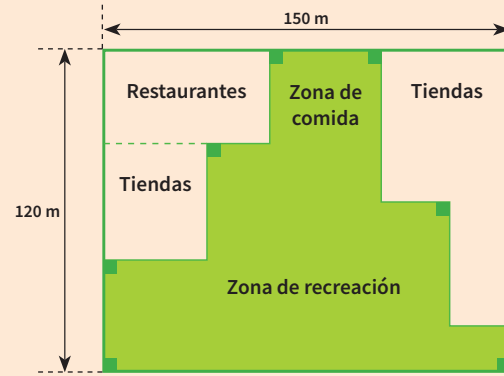 150 m
Restaurantes
Zona de
comida
Tiendas
Tiendas
120 m
Zona de recreación